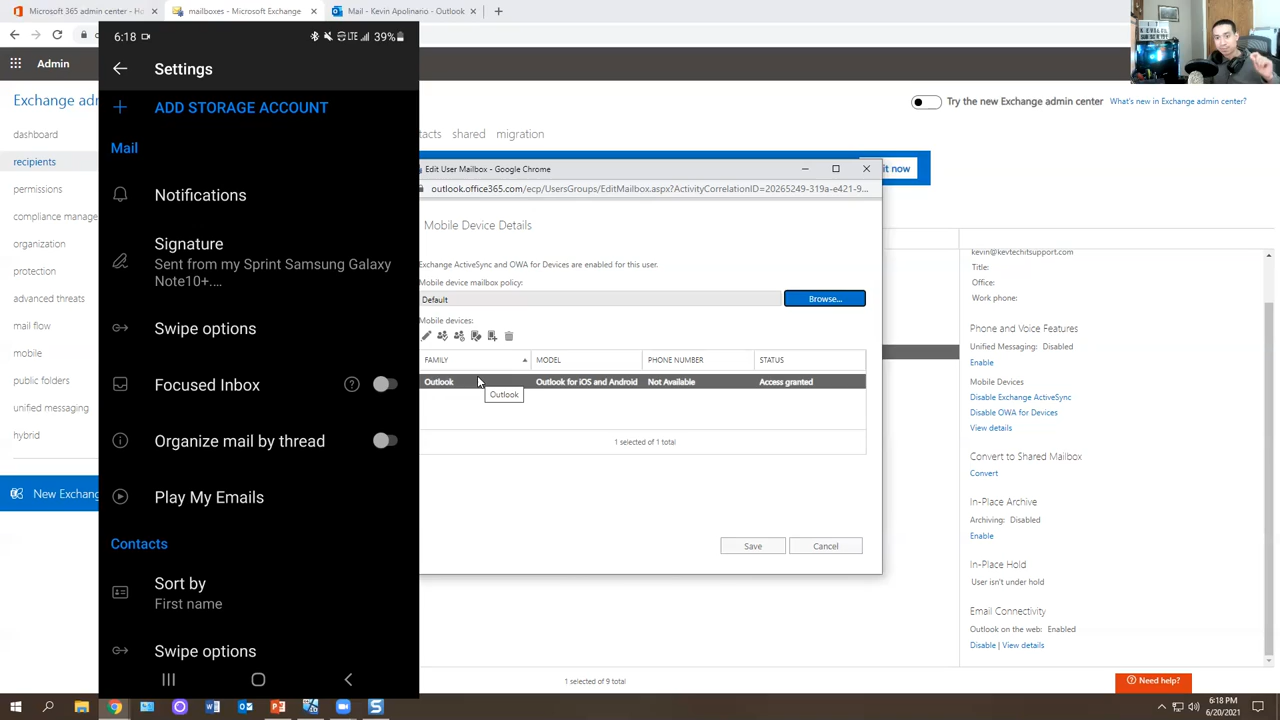 Microsoft 365 admin center - H
mailboxes - Microsoft Exchange
Mail - Kevin Apolinario - Outlook
6:18
LTE
39%
Settings
ADD STORAGE ACCOUNT
Mail
Notifications
Signature
Sent from my Sprint Samsung Galaxy
Note10+....
Swipe options
Focused Inbox
Organize mail by thread
Play My Emails
Contacts
Sort by
First name
Swipe options
Admin
Exchange adm
Try the new Exchange admin center
What's new in Exchange admin center?
dashboard
recipients
permissions
compliance manage
organization
protection
advanced threats
mail flow
mobile
public folders
unified messaging
hybrid
New Exchang
tacts shared migration
it now
Edit User Mailbox - Google Chrome
outlook.office365.com/ecp/UsersGroups/EditMailbox.aspx?ActivityCorrelationID=20265249-319a-e421-9...
Mobile Device Details
Exchange ActiveSync and OWA for Devices are enabled for this user.
Mobile device mailbox policy:
Default
Browse...
Mobile devices:
FAMILY MODEL PHONE NUMBER STATUS
Outlook Outlook for iOS and Android Not Available Access granted
Outlook
1 selected of 1 total
Save Cancel
kevin@kevtechitsupport.com
Title:
Office:
Work phone:
Phone and Voice Features
Unified Messaging: Disabled
Enable
Mobile Devices
Disable Exchange ActiveSync
Disable OWA for Devices
View details
Convert to Shared Mailbox
Convert
In-Place Archive
Archiving: Disabled
Enable
In-Place Hold
User isn't under hold
Email Connectivity
Outlook on the web: Enabled
Disable | View details
1 selected of 9 total
Need help?
6:18 PM
6/20/2021